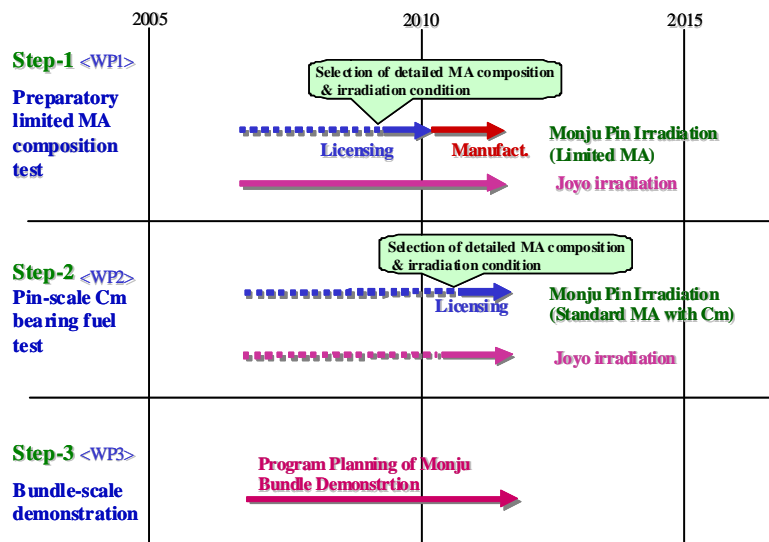 2005 2010 2015
Step-1 <WP1>
Preparatory
limited MA
composition
test
Selection of detailed MA composition
& irradiation condition
Licensing
Manufact.
Monju Pin Irradiation
(Limited MA)
Joyo irradiation
Step-2 <WP2>
Pin-scale Cm
bearing fuel
test
Selection of detailed MA composition
& irradiation condition
Licensing
Monju Pin Irradiation
(Standard MA with Cm)
Joyo irradiation
Step-3 <WP3>
Bundle-scale
demonstration
Program Planning of Monju
Bundle Demonstrtion